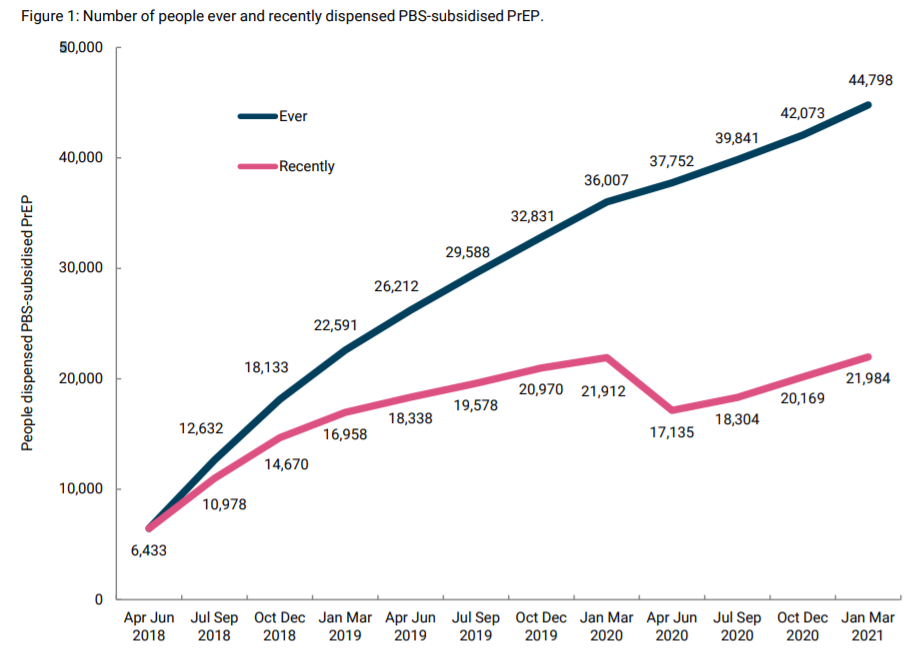 Figure 1: Number of people ever and recently dispensed PBS-subsidised PrEP.
50,000
40,000
30,000
20,000
10,000
0
People dispensed PBS-subsidised PrEP
Ever
Recently
44,798
42,073
39,841
37,752
36,007
32,831
29,588
26,212
22,591
18,133
12,632
6,433
10,978
14,670
16,958
18,338
19,578
20,970
21,912
17,135
18,304
20,169
21,984
Apr Jun
2018
Jul Sep
2018
Oct Dec
2018
Jan Mar
2019
Apr Jun
2019
Jul Sep
2019
Oct Dec
2019
Jan Mar
2020
Apr Jun
2020
Jul Sep
2020
Oct Dec
2020
Jan Mar
2021